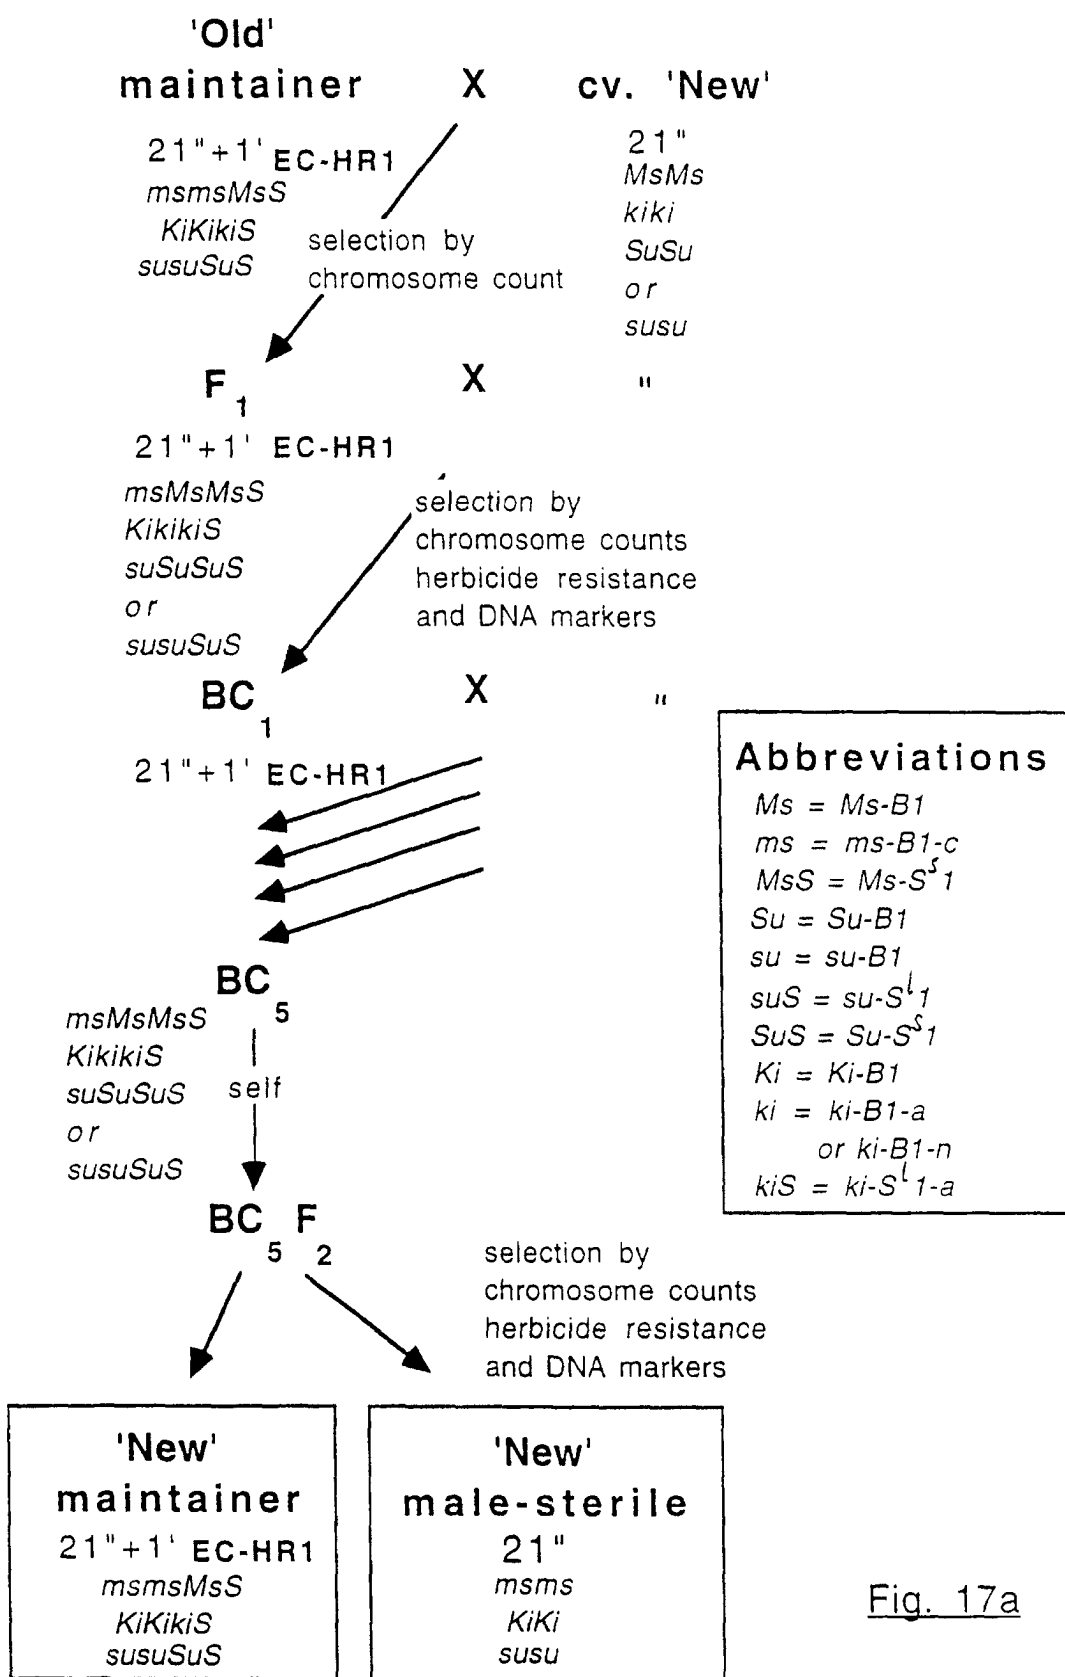 'Old'
maintainer X cv. 'New'
21"+1' EC-HR1
msmsMsS
KiKikiS
susuSuS
21"
MsMs
kiki
SuSu
or
susu
selection by
chromosome count
F1 X "
21"+1' EC-HR1
msMsMsS
KikikiS
suSuSuS
or
susuSuS
selection by
chromosome counts
herbicide resistance
and DNA markers
BC1 X "
21"+1' EC-HR1
BC5
msMsMsS
KikikiS
suSuSuS
or
susuSuS
self
BC5 F2
selection by
chromosome counts
herbicide resistance
and DNA markers
'New'
maintainer
21"+1' EC-HR1
msmsMsS
KiKikiS
susuSuS
'New'
male-sterile
21"
msms
KiKi
susu
Abbreviations
Ms = Ms-B1
ms = ms-B1-c
MsS = Ms-S^s1
Su = Su-B1
su = su-B1
suS = su-S^l1
SuS = Su-S^s1
Ki = Ki-B1
ki = ki-B1-a
or ki-B1-n
kiS = ki-S^l1-a
Fig. 17a